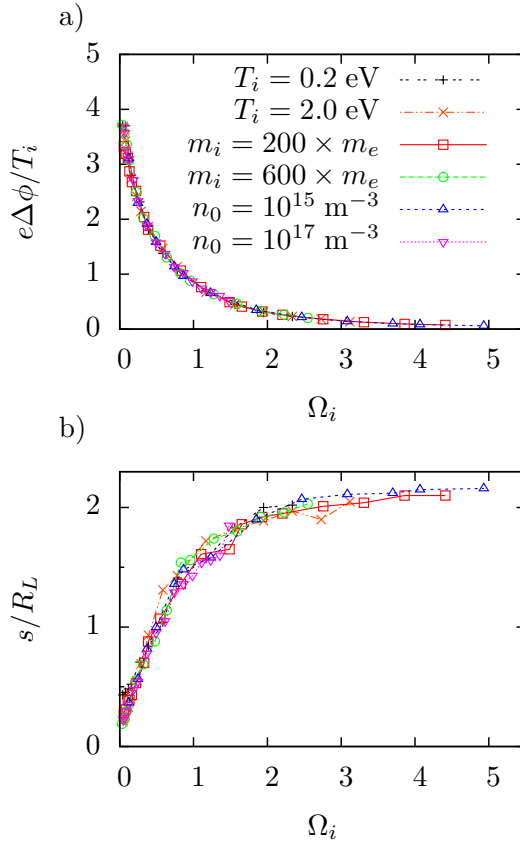 a)
5
4
3
2
1
0
eΔϕ/T_i
T_i = 0.2 eV
T_i = 2.0 eV
m_i = 200 × m_e
m_i = 600 × m_e
n_0 = 10^{15} m^{−3}
n_0 = 10^{17} m^{−3}
0 1 2 3 4 5
Ω_i
b)
2
1
0
s/R_L
0 1 2 3 4 5
Ω_i